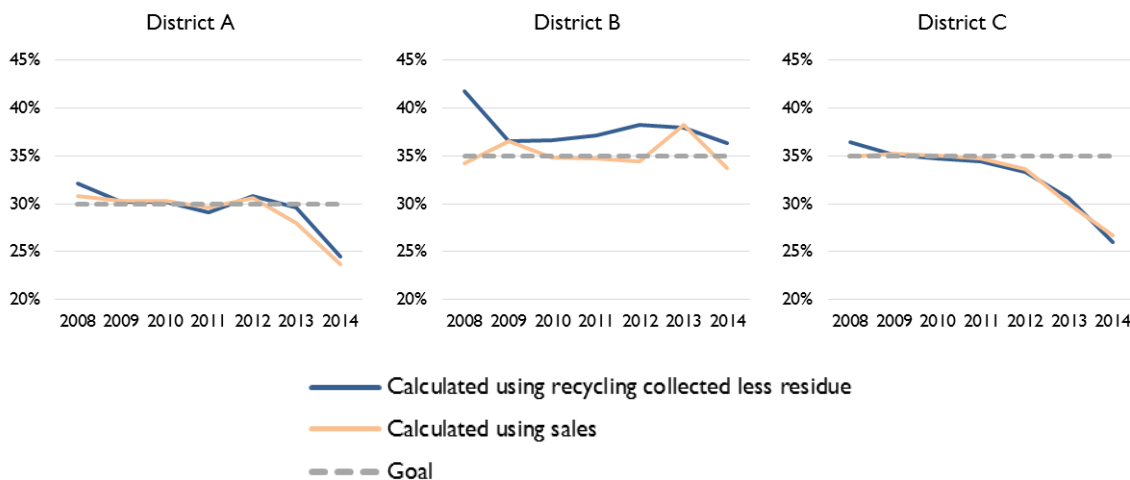 District A
District B
District C
45%
40%
35%
30%
25%
20%
2008 2009 2010 2011 2012 2013 2014
45%
40%
35%
30%
25%
20%
2008 2009 2010 2011 2012 2013 2014
45%
40%
35%
30%
25%
20%
2008 2009 2010 2011 2012 2013 2014
Calculated using recycling collected less residue
Calculated using sales
Goal